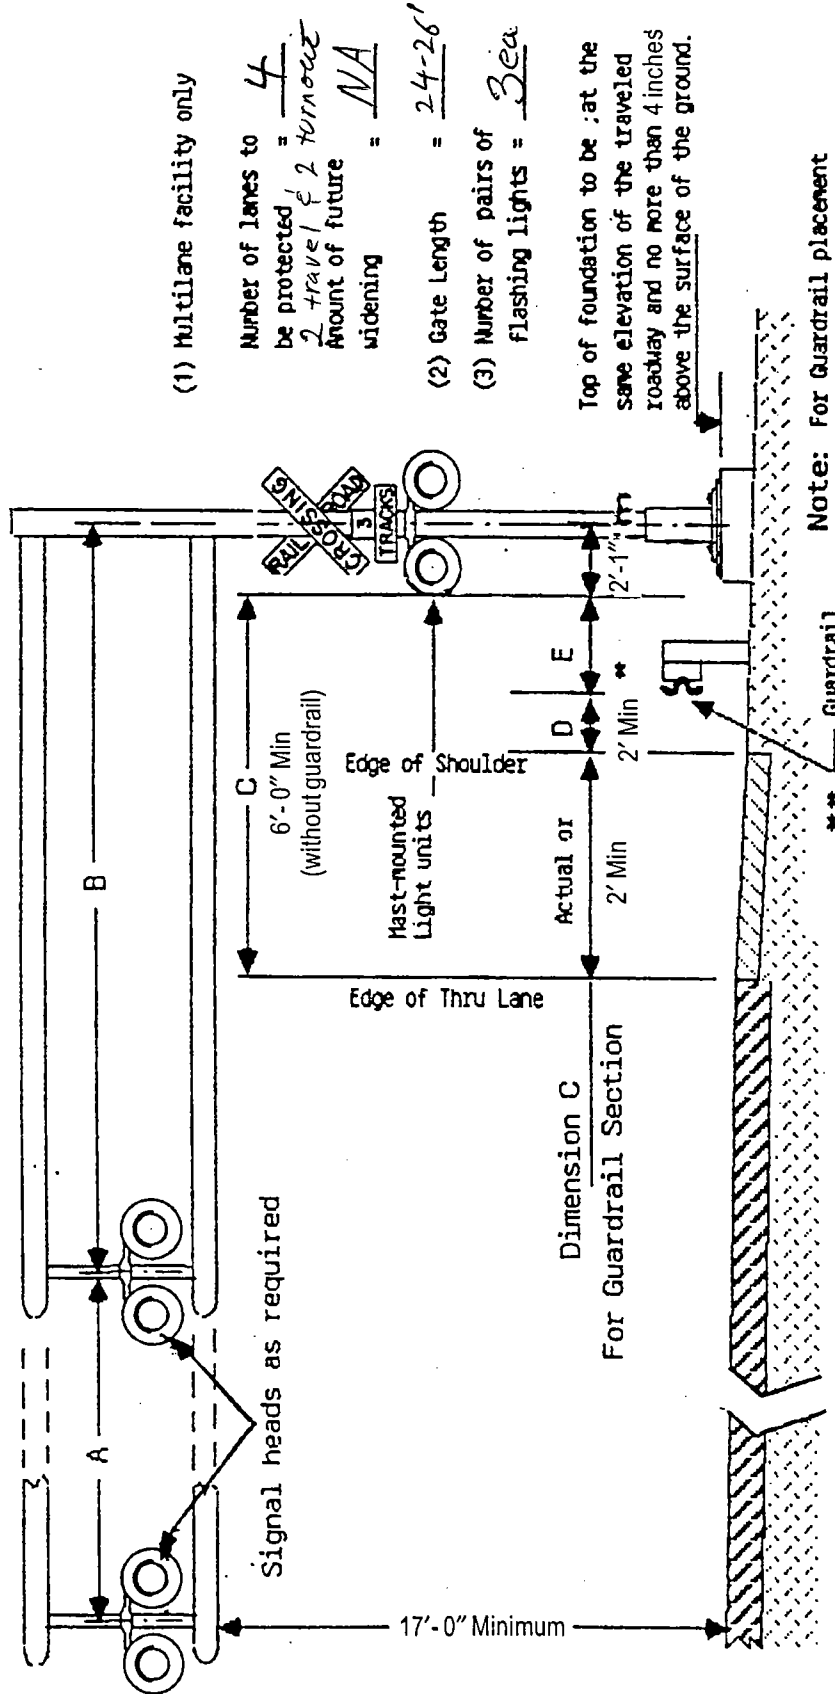 A
B
Signal heads as required
C
6'-0" Min
(without guardrail)
Mast-mounted
Light units
Edge of Shoulder
Edge of Thru Lane
17'-0" Minimum
Dimension C
For Guardrail Section
Actual or
2' Min
D
2' Min
E
**
2'-1"
RAIL ROAD
CROSSING
3
TRACKS
** Guardrail
(1) Multilane facility only
Number of lanes to
be protected = 4
2 travel & 2 turnout
Amount of future
widening = NA
(2) Gate Length = 24-26'
(3) Number of pairs of
flashing lights = 3ea
Top of foundation to be ;at the
same elevation of the traveled
roadway and no more than 4 inches
above the surface of the ground.
Note: For Guardrail placement